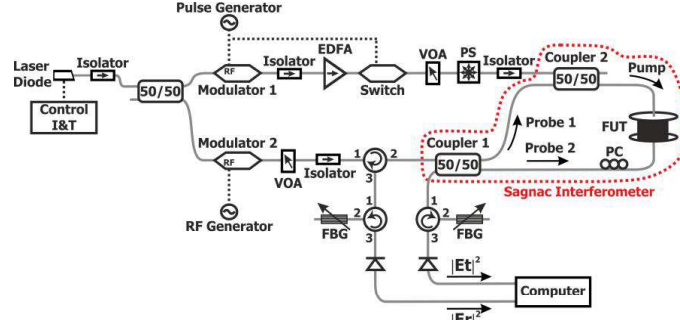 Pulse Generator
Laser Diode
Isolator
Control I&T
50/50
RF
Modulator 1
Isolator
EDFA
Switch
VOA
PS
Isolator
Coupler 2
50/50
Pump
FUT
Modulator 2
RF
VOA
Isolator
RF Generator
1
2
3
Coupler 1
50/50
Probe 1
Probe 2
PC
Sagnac Interferometer
FBG
2
1
3
1
2
3
FBG
|Et|²
|Er|²
Computer